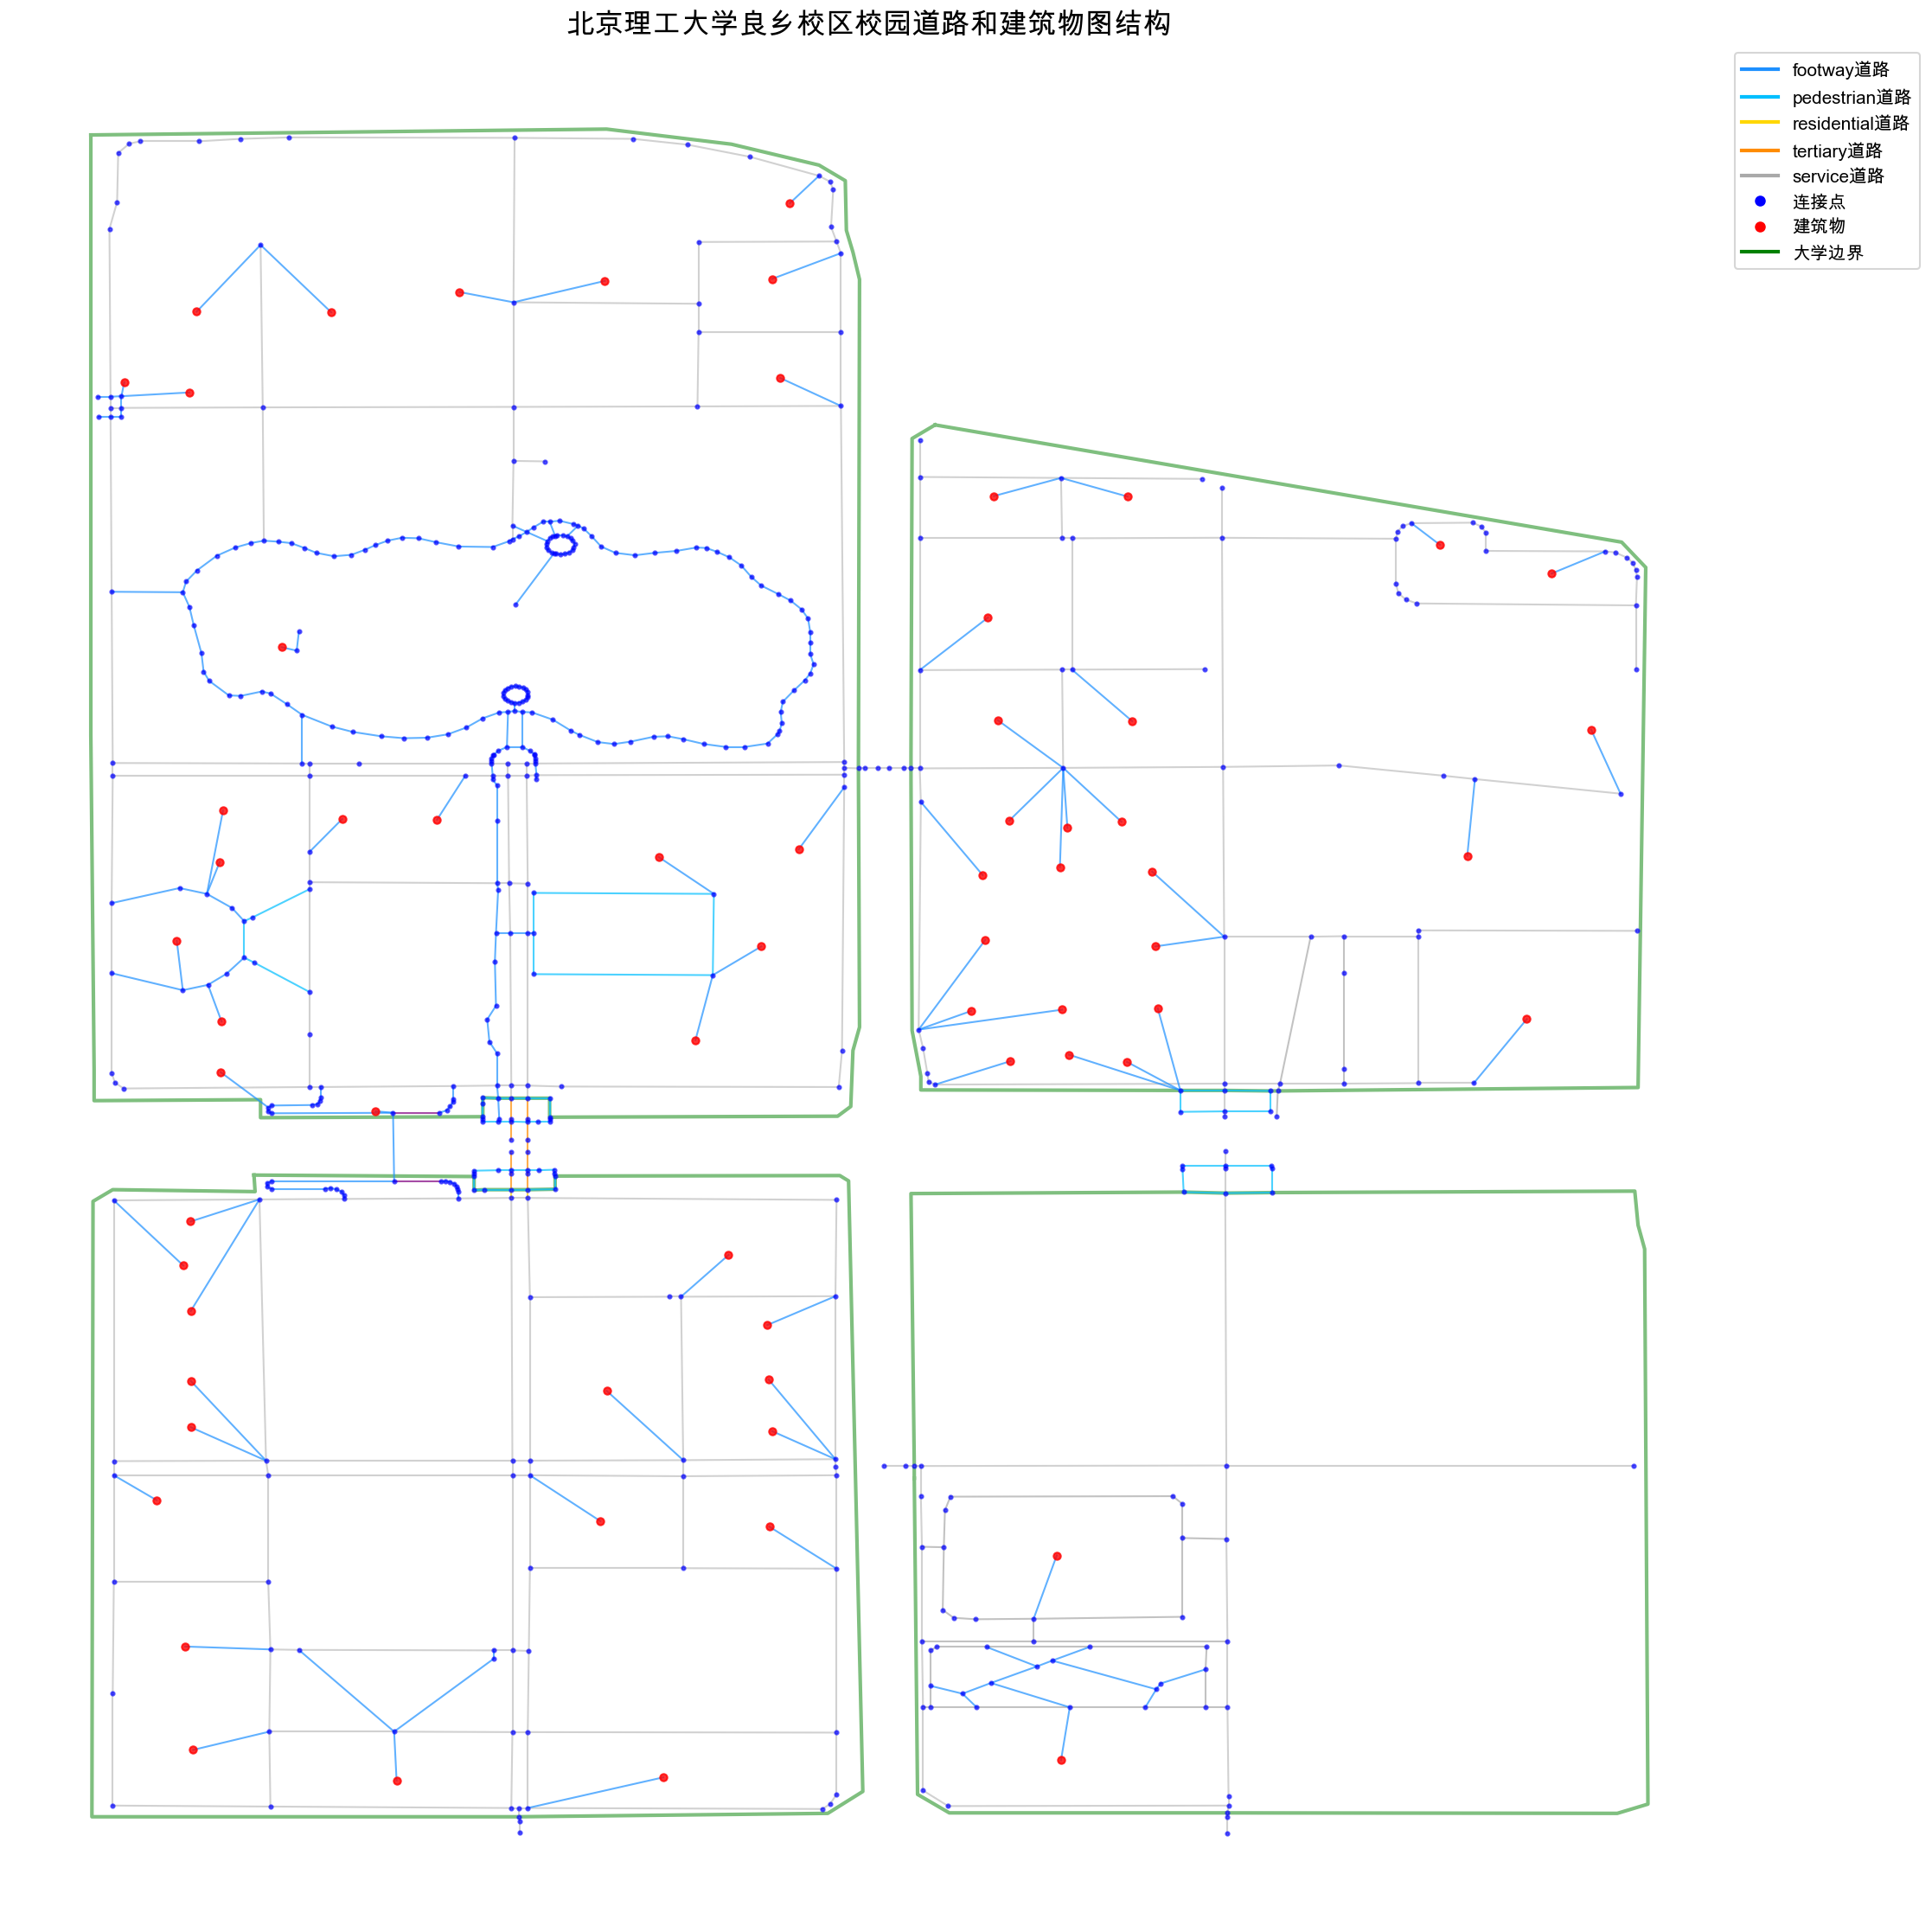 北京理工大学良乡校区校园道路和建筑物图结构
footway道路
pedestrian道路
residential道路
tertiary道路
service道路
连接点
建筑物
大学边界